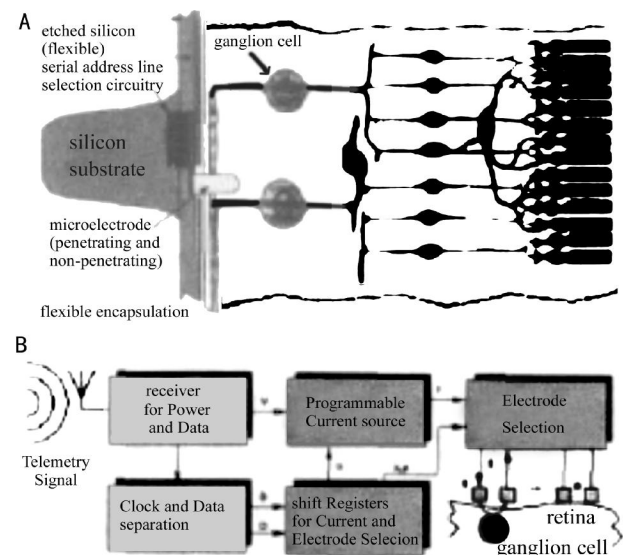 A
etched silicon
(flexible)
serial address line
selection circuitry
ganglion cell
silicon
substrate
microelectrode
(penetrating and
non-penetrating)
flexible encapsulation
B
Telemetry
Signal
receiver
for Power
and Data
Programmable
Current source
Electrode
Selection
Clock and Data
separation
shift Registers
for Current and
Electrode Selecion
retina
ganglion cell